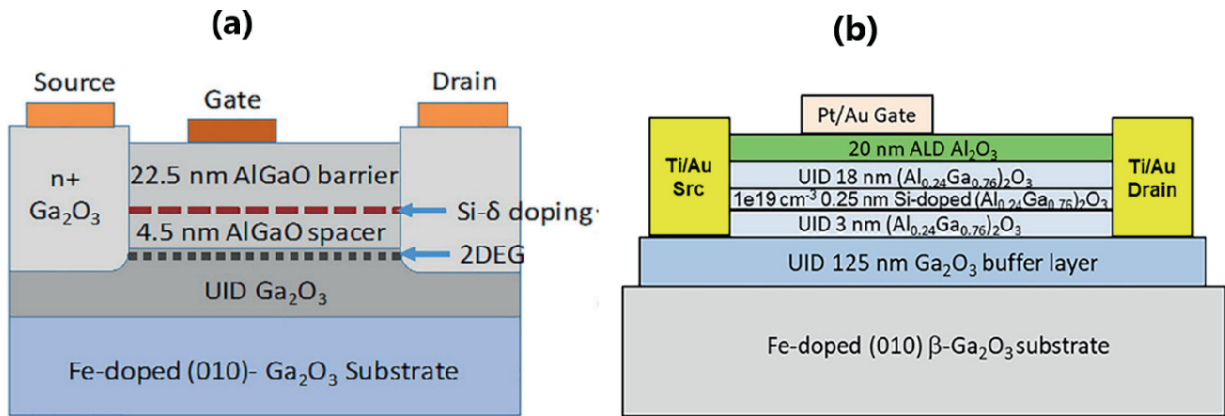 (a)
Source
Gate
Drain
n+
Ga₂O₃
22.5 nm AlGaO barrier
Si-δ doping
4.5 nm AlGaO spacer
2DEG
UID Ga₂O₃
Fe-doped (010)- Ga₂O₃ Substrate
(b)
Pt/Au Gate
Ti/Au
Src
20 nm ALD Al₂O₃
UID 18 nm (Al₀.₂₄Ga₀.₇₆)₂O₃
1e19 cm⁻³ 0.25 nm Si-doped (Al₀.₂₄Ga₀.₇₆)₂O₃
UID 3 nm (Al₀.₂₄Ga₀.₇₆)₂O₃
Ti/Au
Drain
UID 125 nm Ga₂O₃ buffer layer
Fe-doped (010) β-Ga₂O₃ substrate